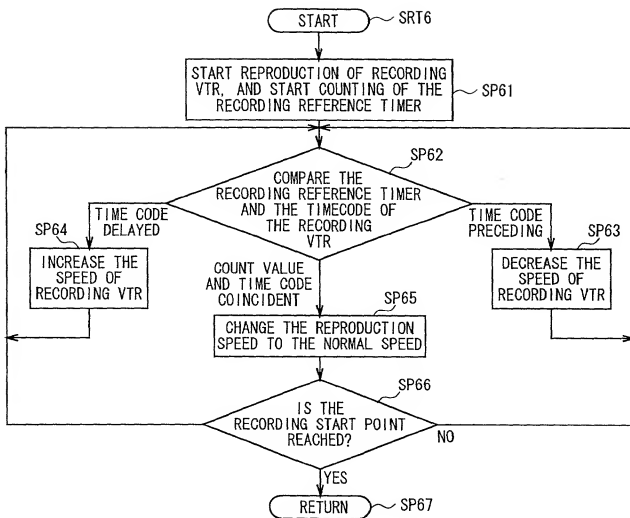 START
SRT6
START REPRODUCTION OF RECORDING
VTR, AND START COUNTING OF THE
RECORDING REFERENCE TIMER
SP61
SP62
COMPARE THE
RECORDING REFERENCE TIMER
AND THE TIMECODE OF
THE RECORDING
VTR
TIME CODE
DELAYED
SP64
INCREASE THE
SPEED OF
RECORDING VTR
TIME CODE
PRECEDING
SP63
DECREASE THE
SPEED OF
RECORDING VTR
COUNT VALUE
AND TIME CODE
COINCIDENT
SP65
CHANGE THE REPRODUCTION
SPEED TO THE NORMAL SPEED
SP66
IS THE
RECORDING START POINT
REACHED?
NO
YES
RETURN
SP67